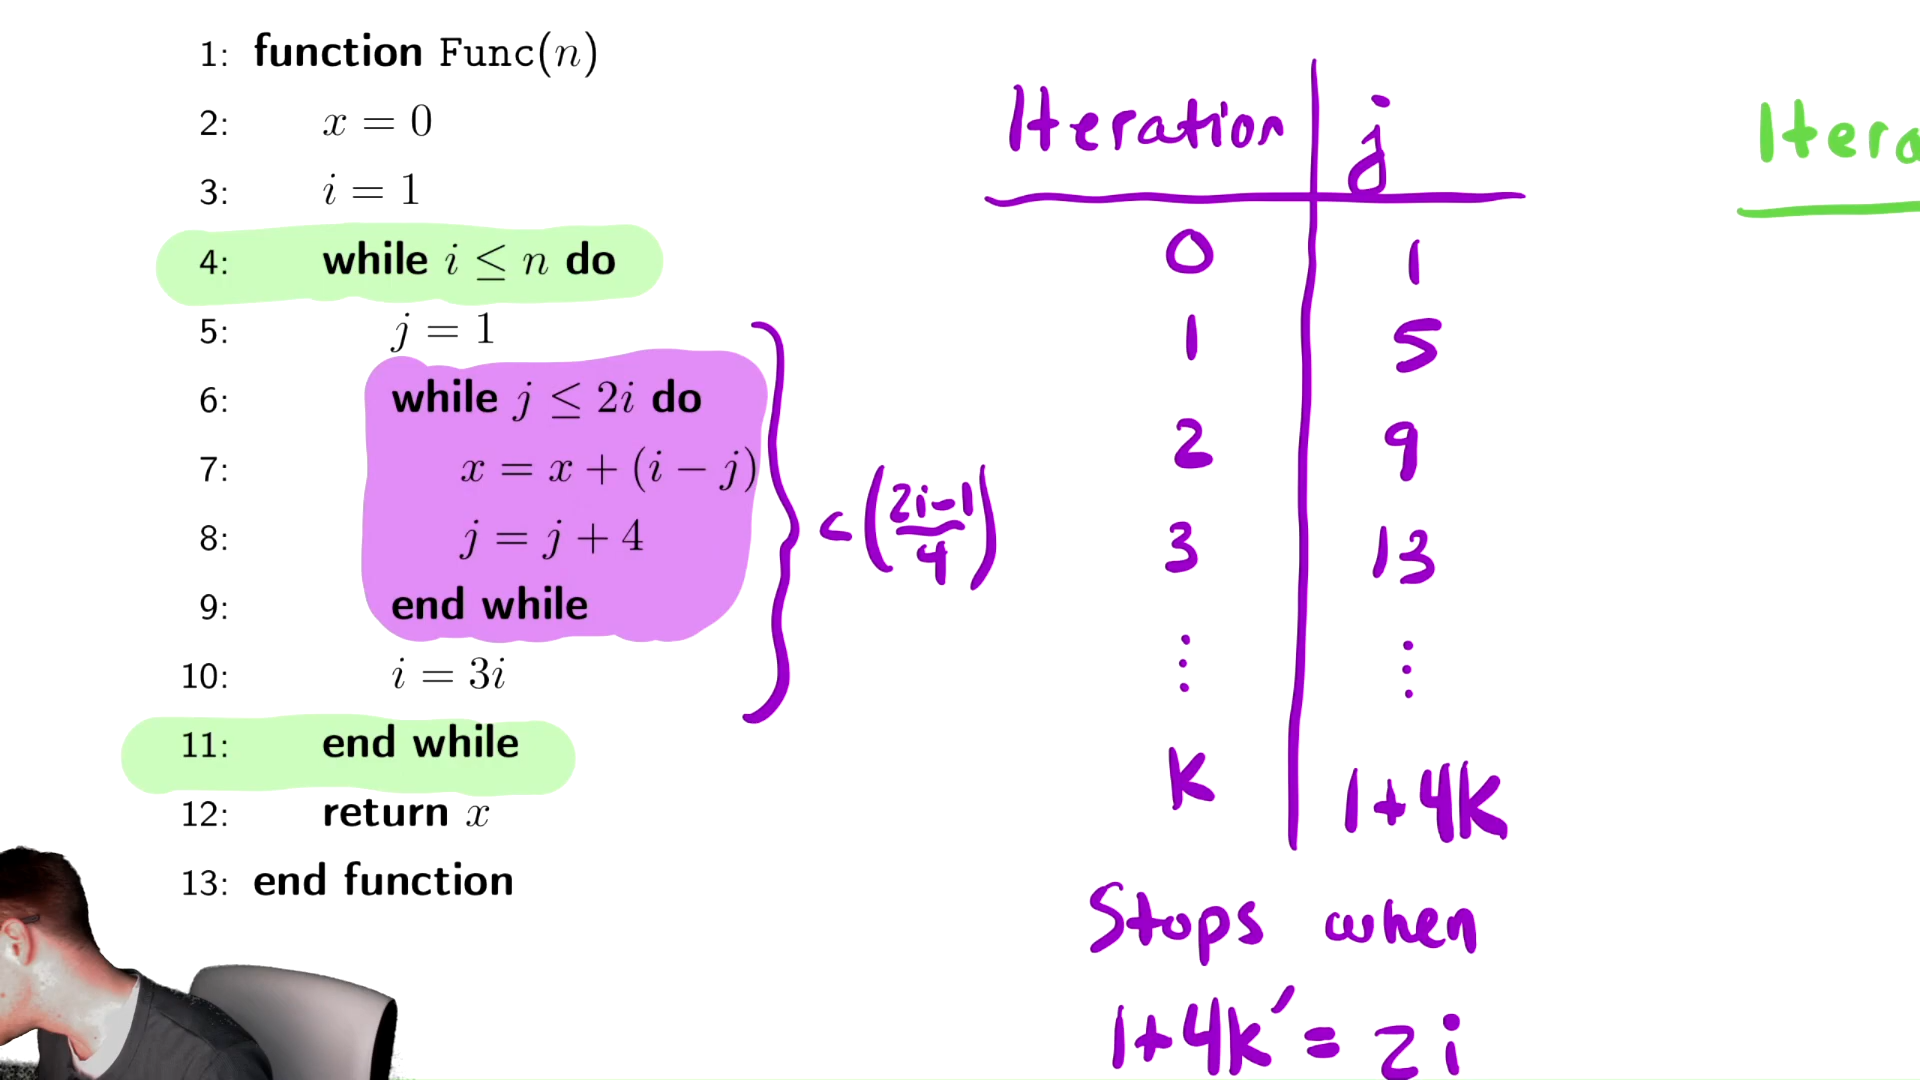 1: function Func(n)
2: x = 0
3: i = 1
4: while i ≤ n do
5: j = 1
6: while j ≤ 2i do
7: x = x + (i − j)
8: j = j + 4
9: end while
10: i = 3i
11: end while
12: return x
13: end function
c(2i-1/4)
Iteration j
0 1
1 5
2 9
3 13
⋮ ⋮
k 1+4k
Stops when
1+4k' = 2i
Itera